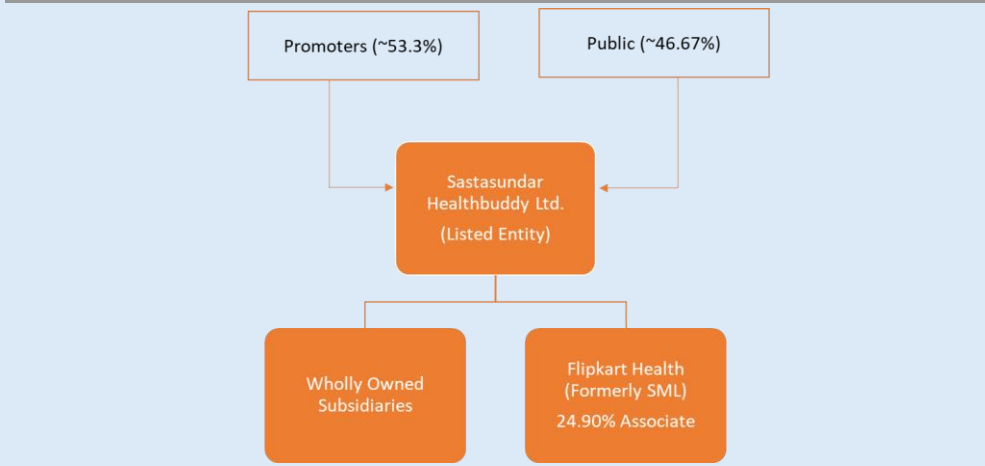 Promoters (~53.3%)
Public (~46.67%)
Sastasundar
Healthbuddy Ltd.
(Listed Entity)
Wholly Owned
Subsidiaries
Flipkart Health
(Formerly SML)
24.90% Associate